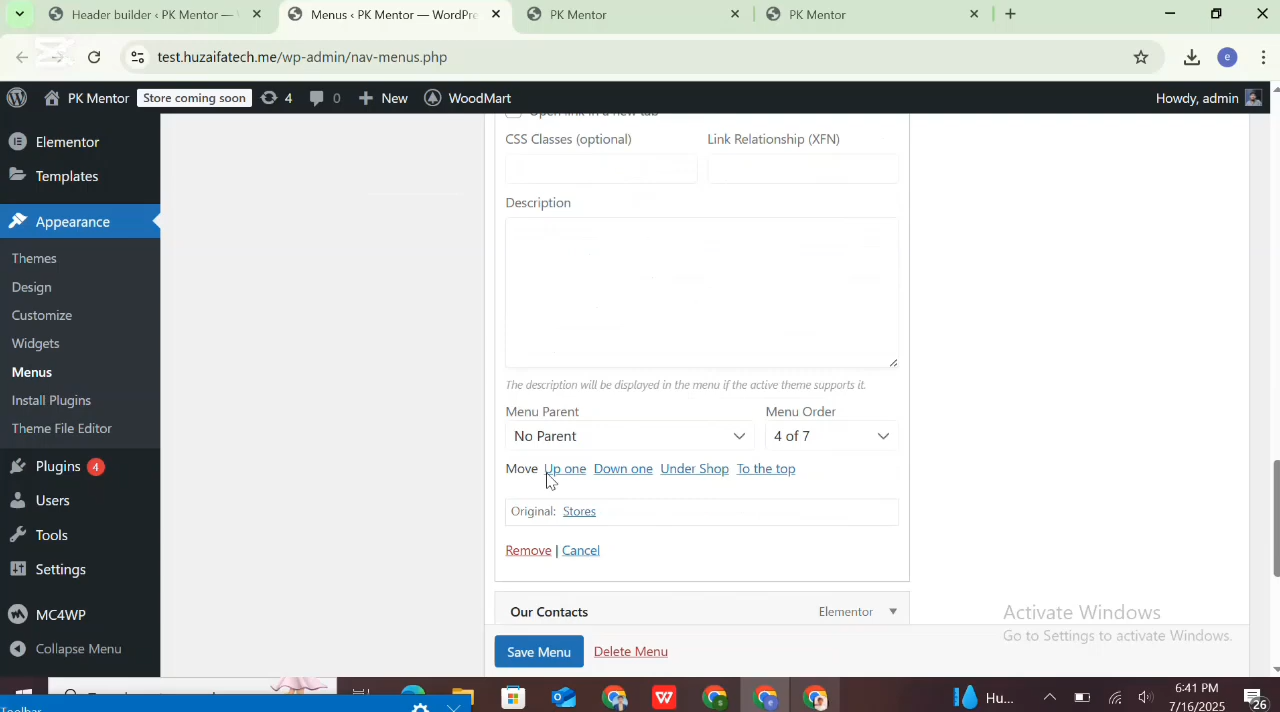 Header builder ‹ PK Mentor —
Menus ‹ PK Mentor — WordPre
PK Mentor
PK Mentor
test.huzaifatech.me/wp-admin/nav-menus.php
PK Mentor
Store coming soon
4
0
New
WoodMart
Howdy, admin
Elementor
Templates
Appearance
Themes
Design
Customize
Widgets
Menus
Install Plugins
Theme File Editor
Plugins 4
Users
Tools
Settings
MC4WP
Collapse Menu
Open link in a new tab
CSS Classes (optional)
Link Relationship (XFN)
Description
The description will be displayed in the menu if the active theme supports it.
Menu Parent
Menu Order
No Parent
4 of 7
Move Up one Down one Under Shop To the top
Original: Stores
Remove | Cancel
Our Contacts
Elementor
Save Menu
Delete Menu
Activate Windows
Go to Settings to activate Windows.
Hu...
6:41 PM
7/16/2025
26
Toolbar